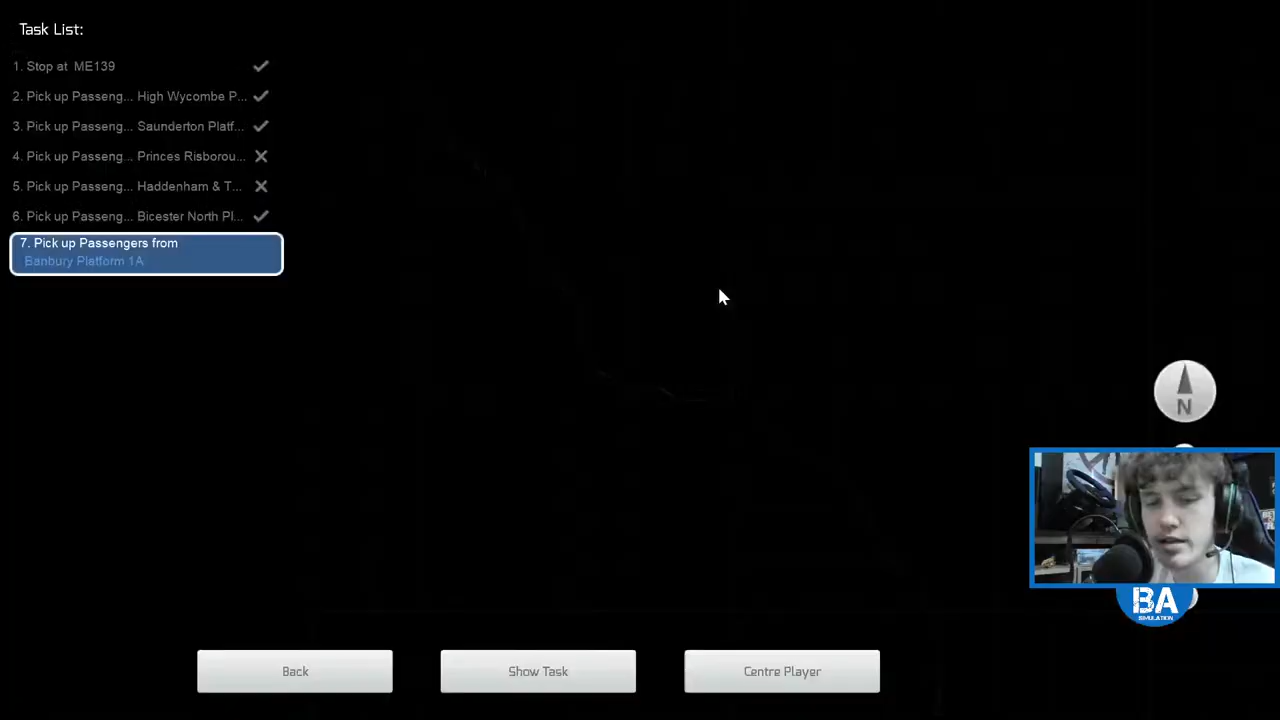 Task List:
1. Stop at ME139
2. Pick up Passeng... High Wycombe P...
3. Pick up Passeng... Saunderton Platf...
4. Pick up Passeng... Princes Risborou...
5. Pick up Passeng... Haddenham & T...
6. Pick up Passeng... Bicester North Pl...
7. Pick up Passengers from
Banbury Platform 1A
N
BA
SIMULATION
Back
Show Task
Centre Player